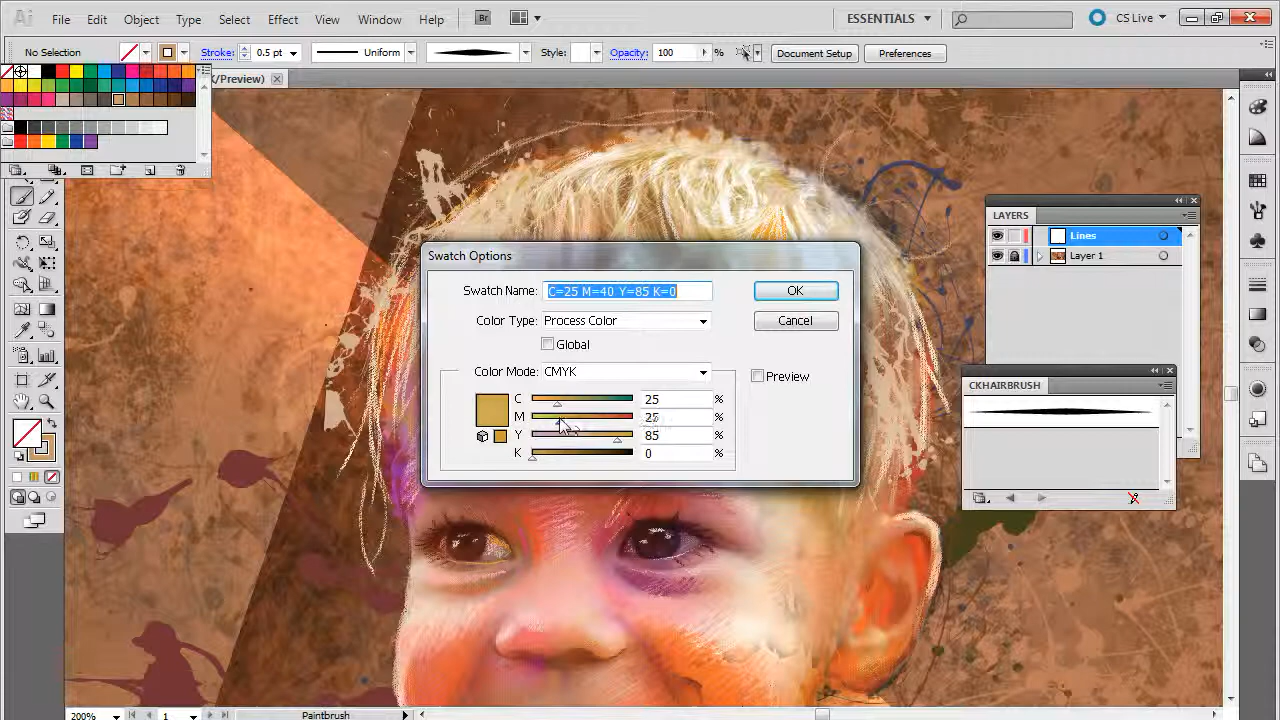 Ai File Edit Object Type Select Effect View Window Help Br ESSENTIALS CS Live
No Selection Stroke: 0.5 pt Uniform Style: Opacity: 100 % Document Setup Preferences
K/Preview)
LAYERS
Lines
Layer 1
Swatch Options
Swatch Name: C=25 M=40 Y=85 K=0 OK
Color Type: Process Color Cancel
Global
Color Mode: CMYK Preview
C 25 %
M 25 %
Y 85 %
K 0 %
CKHAIRBRUSH
200% 1 Paintbrush